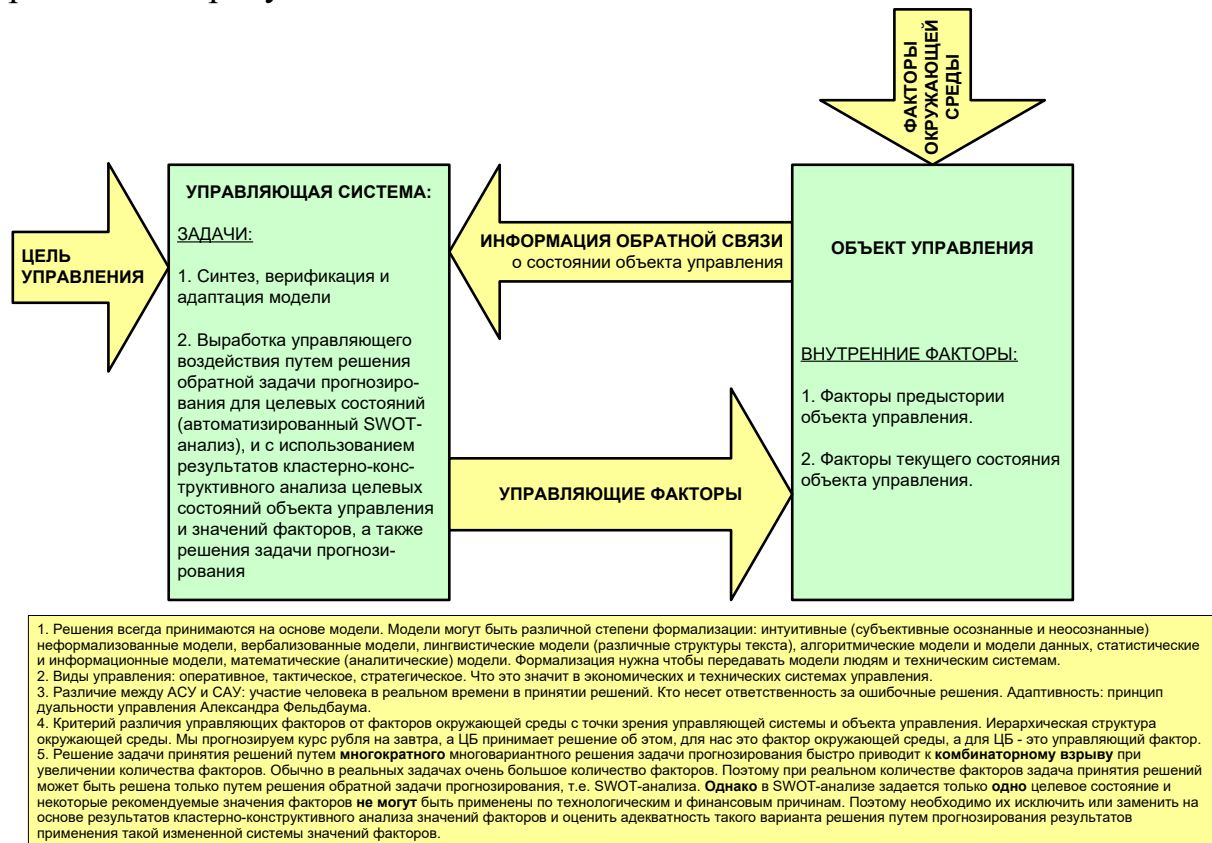 ФАКТОРЫ
ОКРУЖАЮЩЕЙ
СРЕДЫ
ЦЕЛЬ
УПРАВЛЕНИЯ
УПРАВЛЯЮЩАЯ СИСТЕМА:
ЗАДАЧИ:
1. Синтез, верификация и
адаптация модели
2. Выработка управляющего
воздействия путем решения
обратной задачи прогнозиро-
вания для целевых состояний
(автоматизированный SWOT-
анализ), и с использованием
результатов кластерно-конс-
труктивного анализа целевых
состояний объекта управления
и значений факторов, а также
решения задачи прогнози-
рования
ИНФОРМАЦИЯ ОБРАТНОЙ СВЯЗИ
о состоянии объекта управления
УПРАВЛЯЮЩИЕ ФАКТОРЫ
ОБЪЕКТ УПРАВЛЕНИЯ
ВНУТРЕННИЕ ФАКТОРЫ:
1. Факторы предыстории
объекта управления.
2. Факторы текущего состояния
объекта управления.
1. Решения всегда принимаются на основе модели. Модели могут быть различной степени формализации: интуитивные (субъективные осознанные и неосознанные)
неформализованные модели, вербализованные модели, лингвистические модели (различные структуры текста), алгоритмические модели и модели данных, статистические
и информационные модели, математические (аналитические) модели. Формализация нужна чтобы передавать модели людям и техническим системам.
2. Виды управления: оперативное, тактическое, стратегическое. Что это значит в экономических и технических системах управления.
3. Различие между АСУ и САУ: участие человека в реальном времени в принятии решений. Кто несет ответственность за ошибочные решения. Адаптивность: принцип
дуальности управления Александра Фельдбаума.
4. Критерий различия управляющих факторов от факторов окружающей среды с точки зрения управляющей системы и объекта управления. Иерархическая структура
окружающей среды. Мы прогнозируем курс рубля на завтра, а ЦБ принимает решение об этом, для нас это фактор окружающей среды, а для ЦБ - это управляющий фактор.
5. Решение задачи принятия решений путем многократного многовариантного решения задачи прогнозирования быстро приводит к комбинаторному взрыву при
увеличении количества факторов. Обычно в реальных задачах очень большое количество факторов. Поэтому при реальном количестве факторов задача принятия решений
может быть решена только путем решения обратной задачи прогнозирования, т.е. SWOT-анализа. Однако в SWOT-анализе задается только одно целевое состояние и
некоторые рекомендуемые значения факторов не могут быть применены по технологическим и финансовым причинам. Поэтому необходимо их исключить или заменить на
основе результатов кластерно-конструктивного анализа значений факторов и оценить адекватность такого варианта решения путем прогнозирования результатов
применения такой измененной системы значений факторов.